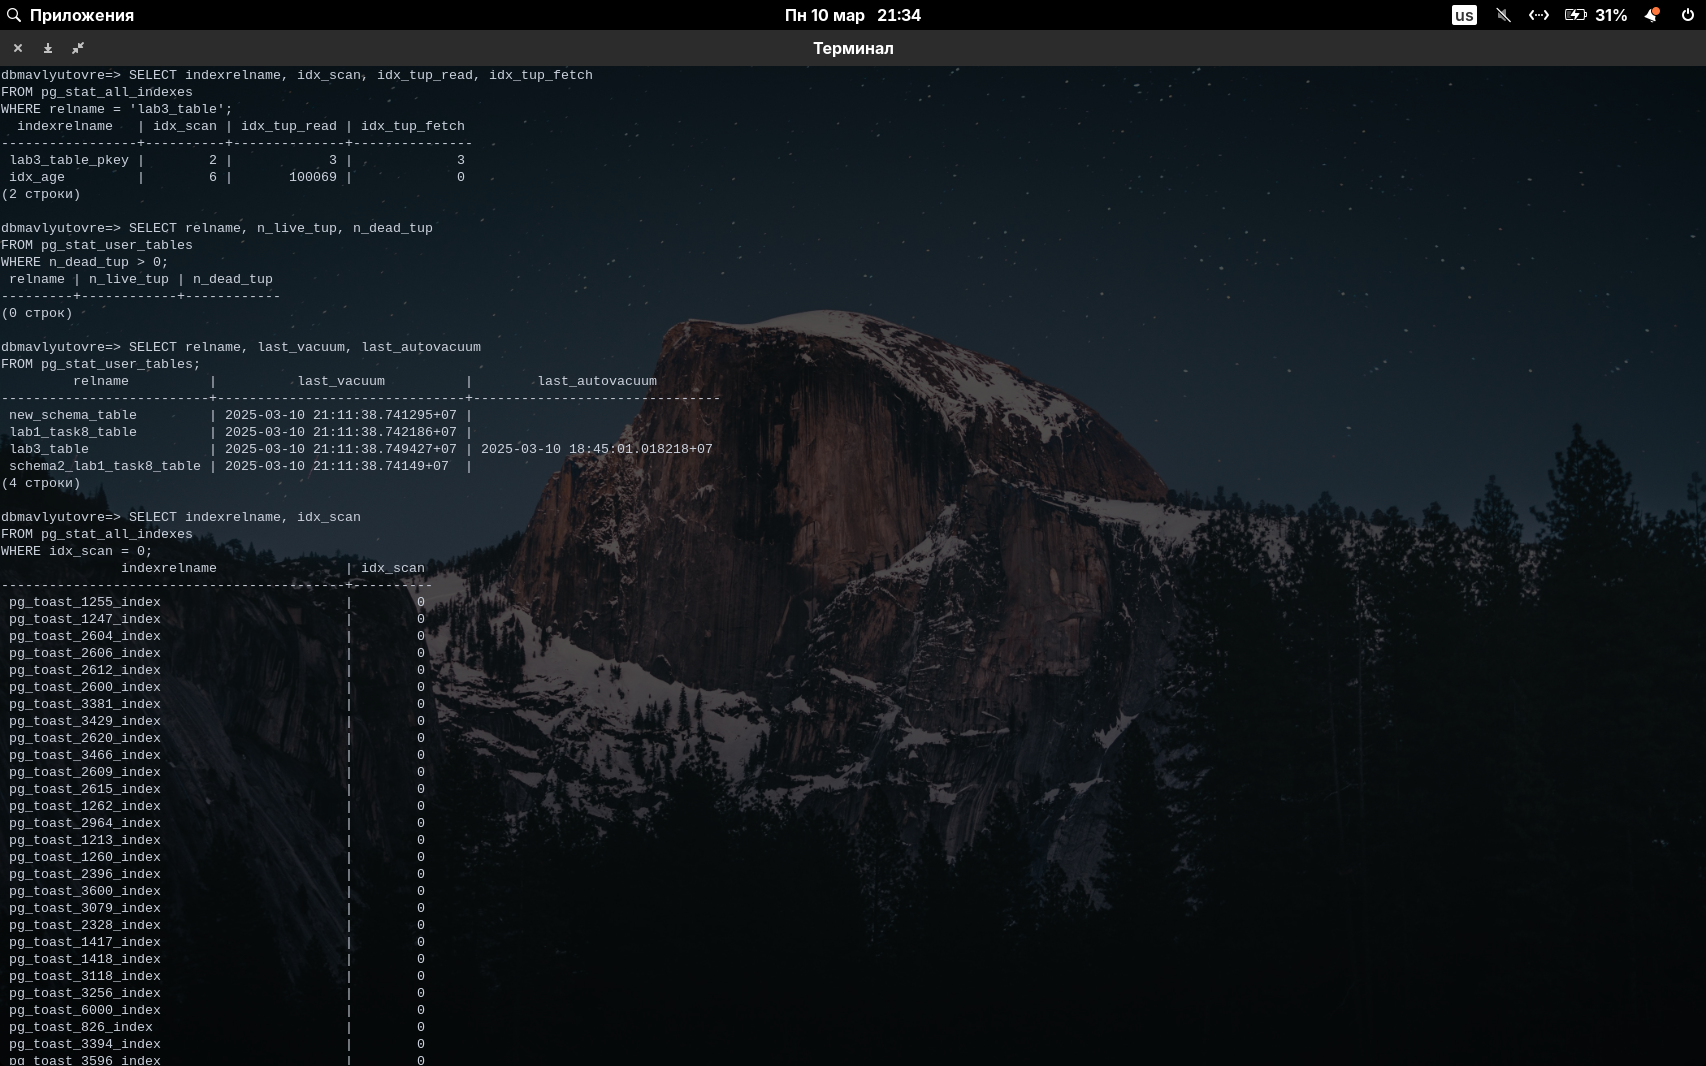 Приложения
Пн 10 мар 21:34
us
31%
Терминал
dbmavlyutovre=> SELECT indexrelname, idx_scan, idx_tup_read, idx_tup_fetch
FROM pg_stat_all_indexes
WHERE relname = 'lab3_table';
  indexrelname   | idx_scan | idx_tup_read | idx_tup_fetch
-----------------+----------+--------------+---------------
 lab3_table_pkey |        2 |            3 |             3
 idx_age         |        6 |       100069 |             0
(2 строки)
dbmavlyutovre=> SELECT relname, n_live_tup, n_dead_tup
FROM pg_stat_user_tables
WHERE n_dead_tup > 0;
 relname | n_live_tup | n_dead_tup
---------+------------+------------
(0 строк)
dbmavlyutovre=> SELECT relname, last_vacuum, last_autovacuum
FROM pg_stat_user_tables;
         relname          |          last_vacuum          |        last_autovacuum
--------------------------+-------------------------------+-------------------------------
 new_schema_table         | 2025-03-10 21:11:38.741295+07 |
 lab1_task8_table         | 2025-03-10 21:11:38.742186+07 |
 lab3_table               | 2025-03-10 21:11:38.749427+07 | 2025-03-10 18:45:01.018218+07
 schema2_lab1_task8_table | 2025-03-10 21:11:38.74149+07  |
(4 строки)
dbmavlyutovre=> SELECT indexrelname, idx_scan
FROM pg_stat_all_indexes
WHERE idx_scan = 0;
               indexrelname                | idx_scan
-------------------------------------------+----------
 pg_toast_1255_index                       |        0
 pg_toast_1247_index                       |        0
 pg_toast_2604_index                       |        0
 pg_toast_2606_index                       |        0
 pg_toast_2612_index                       |        0
 pg_toast_2600_index                       |        0
 pg_toast_3381_index                       |        0
 pg_toast_3429_index                       |        0
 pg_toast_2620_index                       |        0
 pg_toast_3466_index                       |        0
 pg_toast_2609_index                       |        0
 pg_toast_2615_index                       |        0
 pg_toast_1262_index                       |        0
 pg_toast_2964_index                       |        0
 pg_toast_1213_index                       |        0
 pg_toast_1260_index                       |        0
 pg_toast_2396_index                       |        0
 pg_toast_3600_index                       |        0
 pg_toast_3079_index                       |        0
 pg_toast_2328_index                       |        0
 pg_toast_1417_index                       |        0
 pg_toast_1418_index                       |        0
 pg_toast_3118_index                       |        0
 pg_toast_3256_index                       |        0
 pg_toast_6000_index                       |        0
 pg_toast_826_index                        |        0
 pg_toast_3394_index                       |        0
 pg_toast_3596_index                       |        0